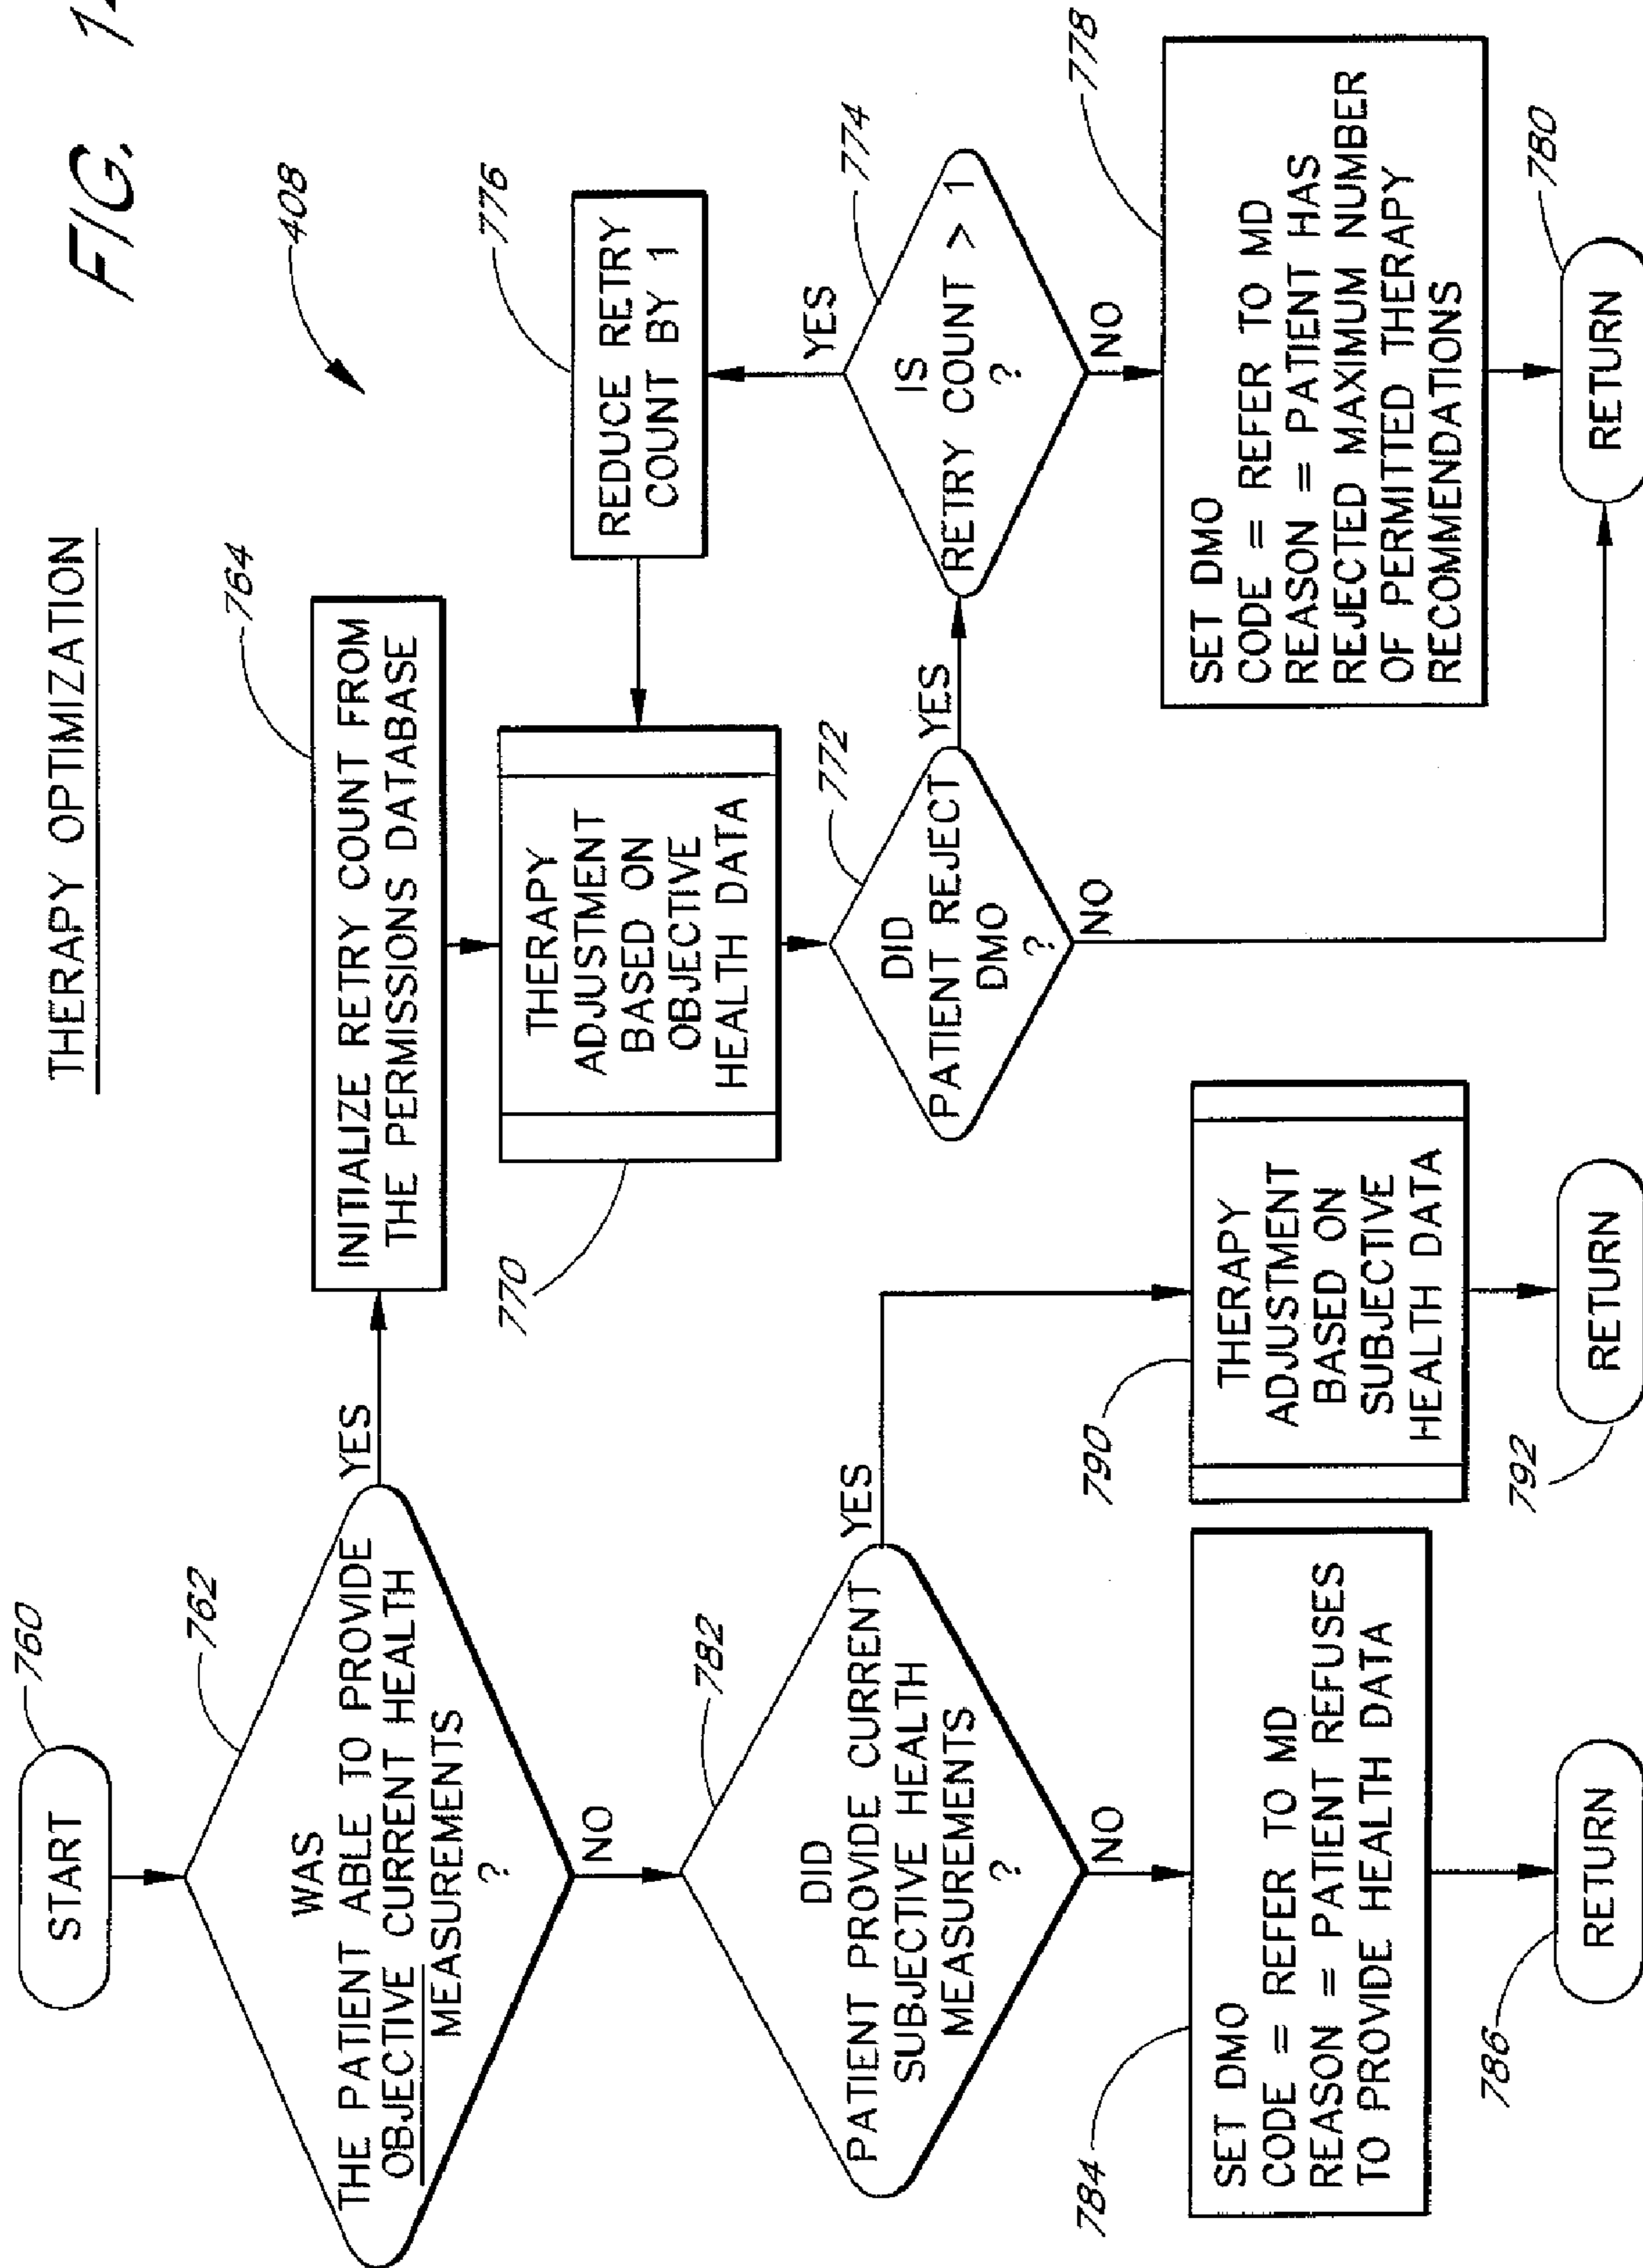 THERAPY OPTIMIZATION
FIG.
408
START
760
WAS
THE PATIENT ABLE TO PROVIDE
OBJECTIVE CURRENT HEALTH
MEASUREMENTS
?
762
YES
NO
INITIALIZE RETRY COUNT FROM
THE PERMISSIONS DATABASE
764
THERAPY
ADJUSTMENT
BASED ON
OBJECTIVE
HEALTH DATA
770
REDUCE RETRY
COUNT BY 1
776
DID
PATIENT REJECT
DMO
?
772
YES
NO
IS
RETRY COUNT > 1
?
774
YES
NO
SET DMO
CODE = REFER TO MD
REASON = PATIENT HAS
REJECTED MAXIMUM NUMBER
OF PERMITTED THERAPY
RECOMMENDATIONS
778
RETURN
780
DID
PATIENT PROVIDE CURRENT
SUBJECTIVE HEALTH
MEASUREMENTS
?
782
YES
NO
SET DMO
CODE = REFER TO MD
REASON = PATIENT REFUSES
TO PROVIDE HEALTH DATA
784
RETURN
786
THERAPY
ADJUSTMENT
BASED ON
SUBJECTIVE
HEALTH DATA
790
RETURN
792